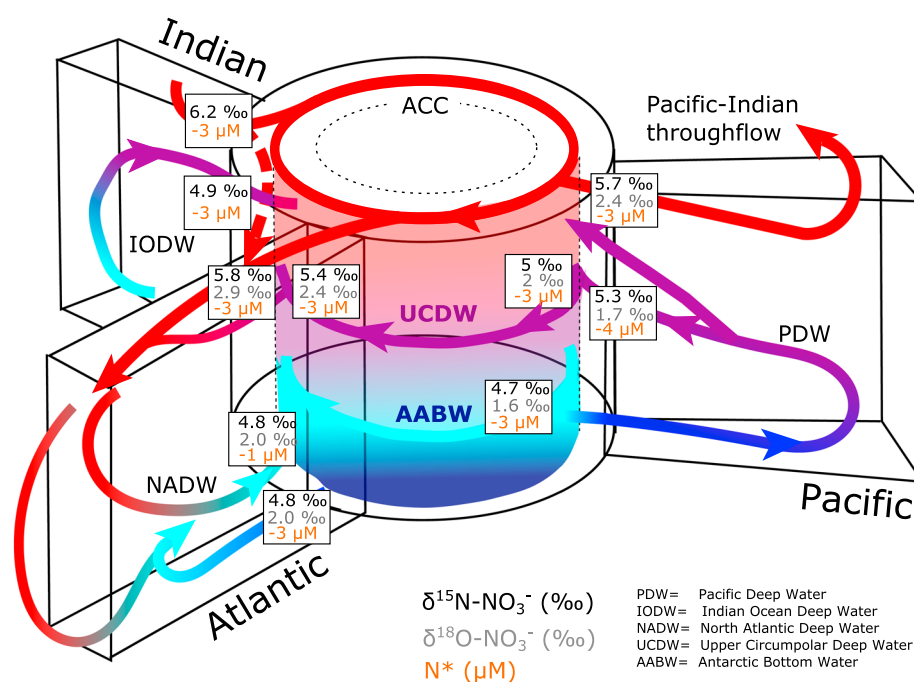 Indian
ACC
Pacific-Indian
throughflow
6.2 ‰
-3 µM
4.9 ‰
-3 µM
5.7 ‰
2.4 ‰
-3 µM
IODW
5.8 ‰
2.9 ‰
-3 µM
5.4 ‰
2.4 ‰
-3 µM
5 ‰
2 ‰
-3 µM
5.3 ‰
1.7 ‰
-4 µM
UCDW
PDW
4.7 ‰
1.6 ‰
-3 µM
AABW
4.8 ‰
2.0 ‰
-1 µM
NADW
4.8 ‰
2.0 ‰
-3 µM
Pacific
Atlantic
δ¹⁵N-NO₃⁻ (‰)
δ¹⁸O-NO₃⁻ (‰)
N* (µM)
PDW= Pacific Deep Water
IODW= Indian Ocean Deep Water
NADW= North Atlantic Deep Water
UCDW= Upper Circumpolar Deep Water
AABW= Antarctic Bottom Water